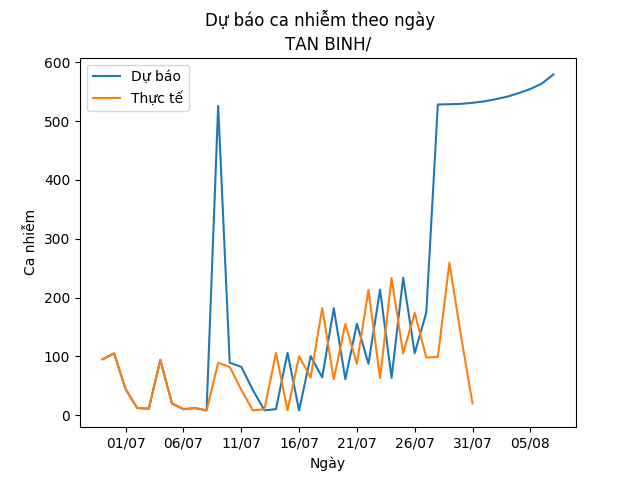 Dự báo ca nhiễm theo ngày
TAN BINH/
Dự báo
Thực tế
600
500
400
300
200
100
0
Ca nhiễm
01/07 06/07 11/07 16/07 21/07 26/07 31/07 05/08
Ngày